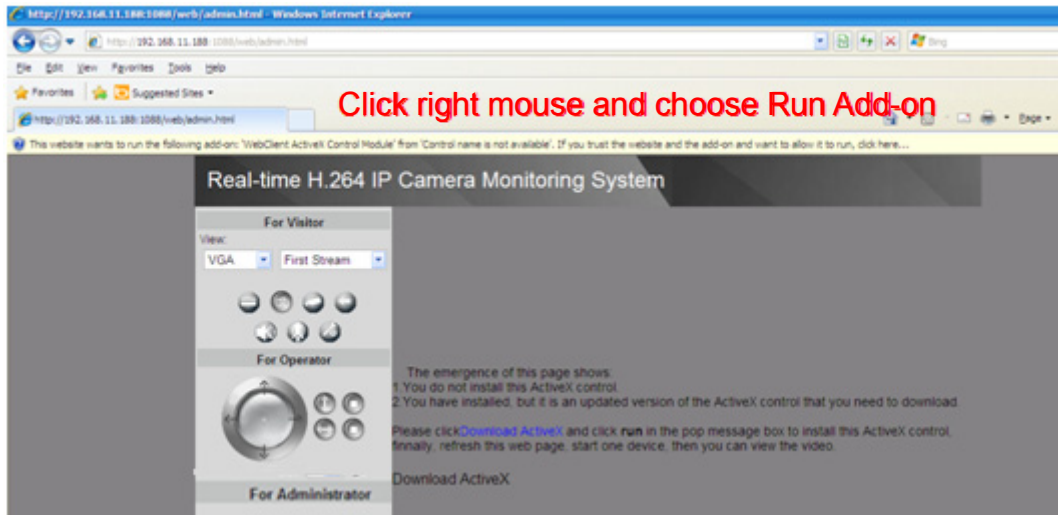 http://192.168.11.188:1088/web/admin.html - Windows Internet Explorer
http://192.168.11.188:1088/web/admin.html
Bing
File Edit View Favorites Tools Help
Favorites Suggested Sites
Click right mouse and choose Run Add-on
http://192.168.11.188:1088/web/admin.html
Page
This website wants to run the following add-on: 'WebClient ActiveX Control Module' from 'Control name is not available'. If you trust the website and the add-on and want to allow it to run, click here...
Real-time H.264 IP Camera Monitoring System
For Visitor
View:
VGA First Stream
For Operator
The emergence of this page shows:
1.You do not install this ActiveX control.
2.You have installed, but it is an updated version of the ActiveX control that you need to download.
Please clickDownload ActiveX and click run in the pop message box to install this ActiveX control.
finnally, refresh this web page, start one device, then you can view the video.
Download ActiveX
For Administrator